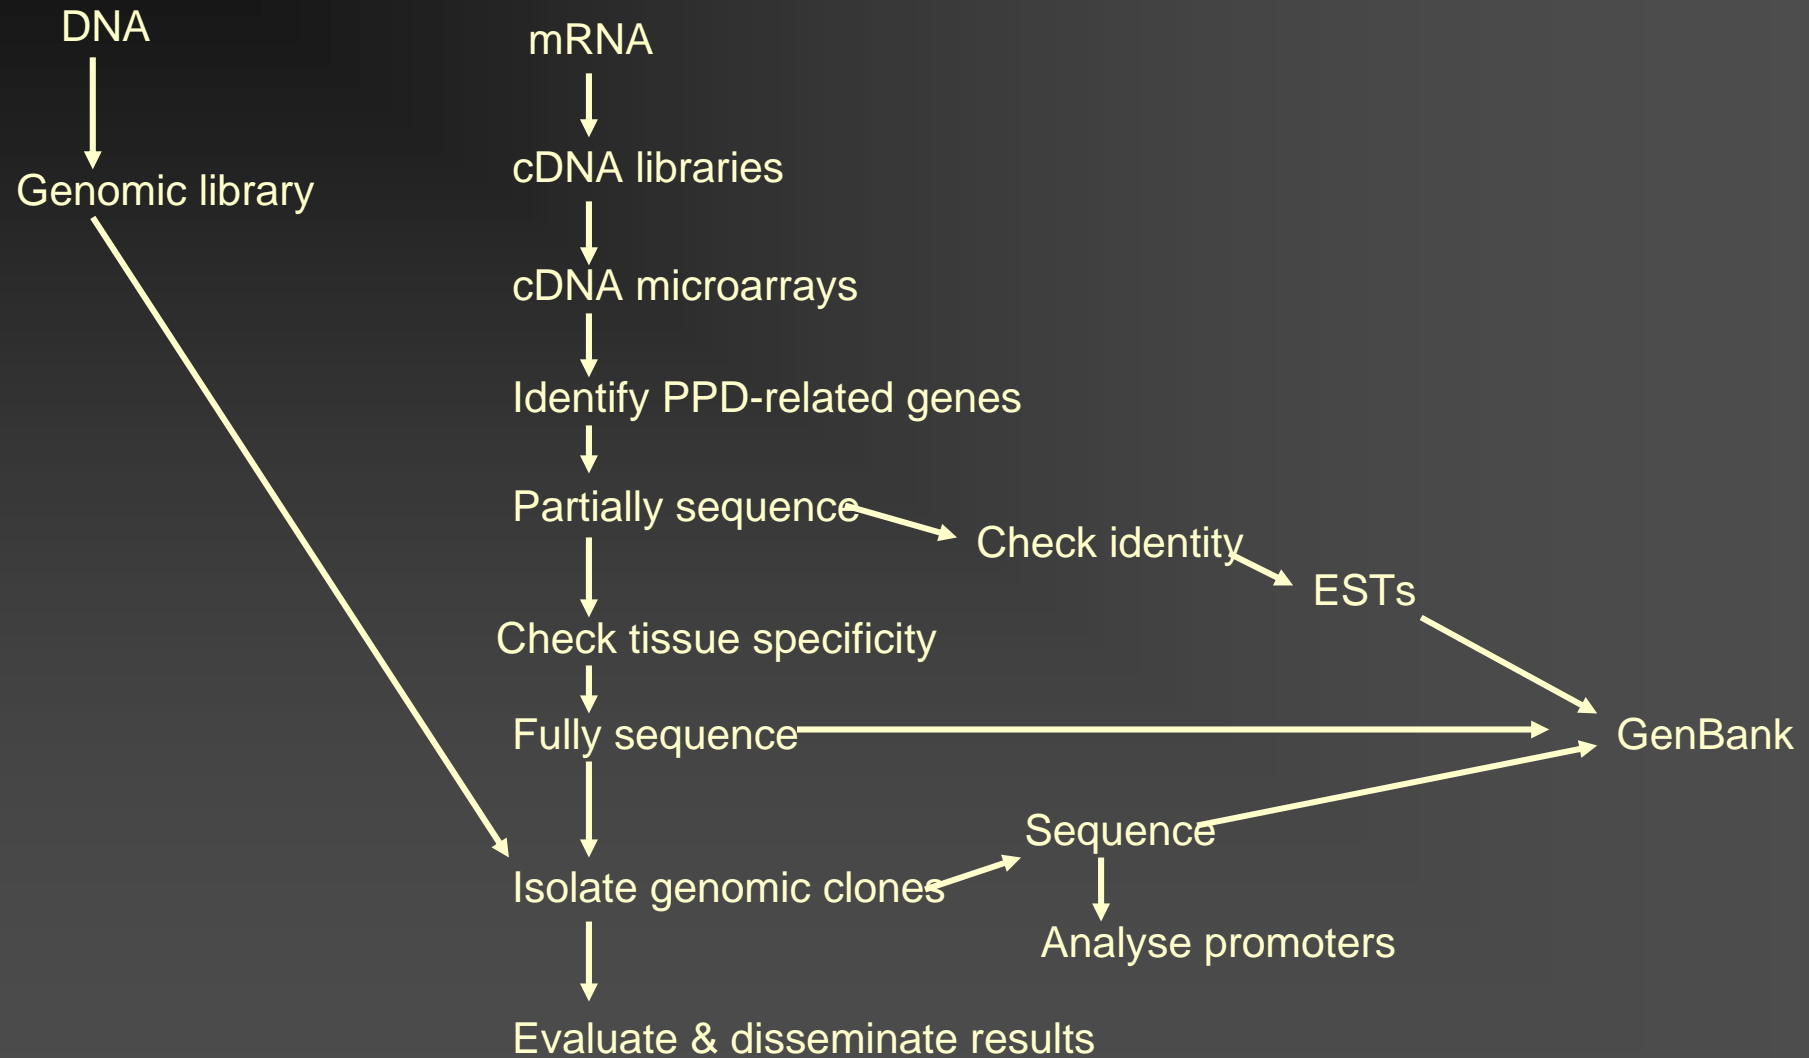 DNA
mRNA
cDNA libraries
Genomic library
cDNA microarrays
Identify PPD-related genes
Partially sequence
Check identity
ESTs
Check tissue specificity
Fully sequence
GenBank
Sequence
Isolate genomic clones
Analyse promoters
Evaluate & disseminate results